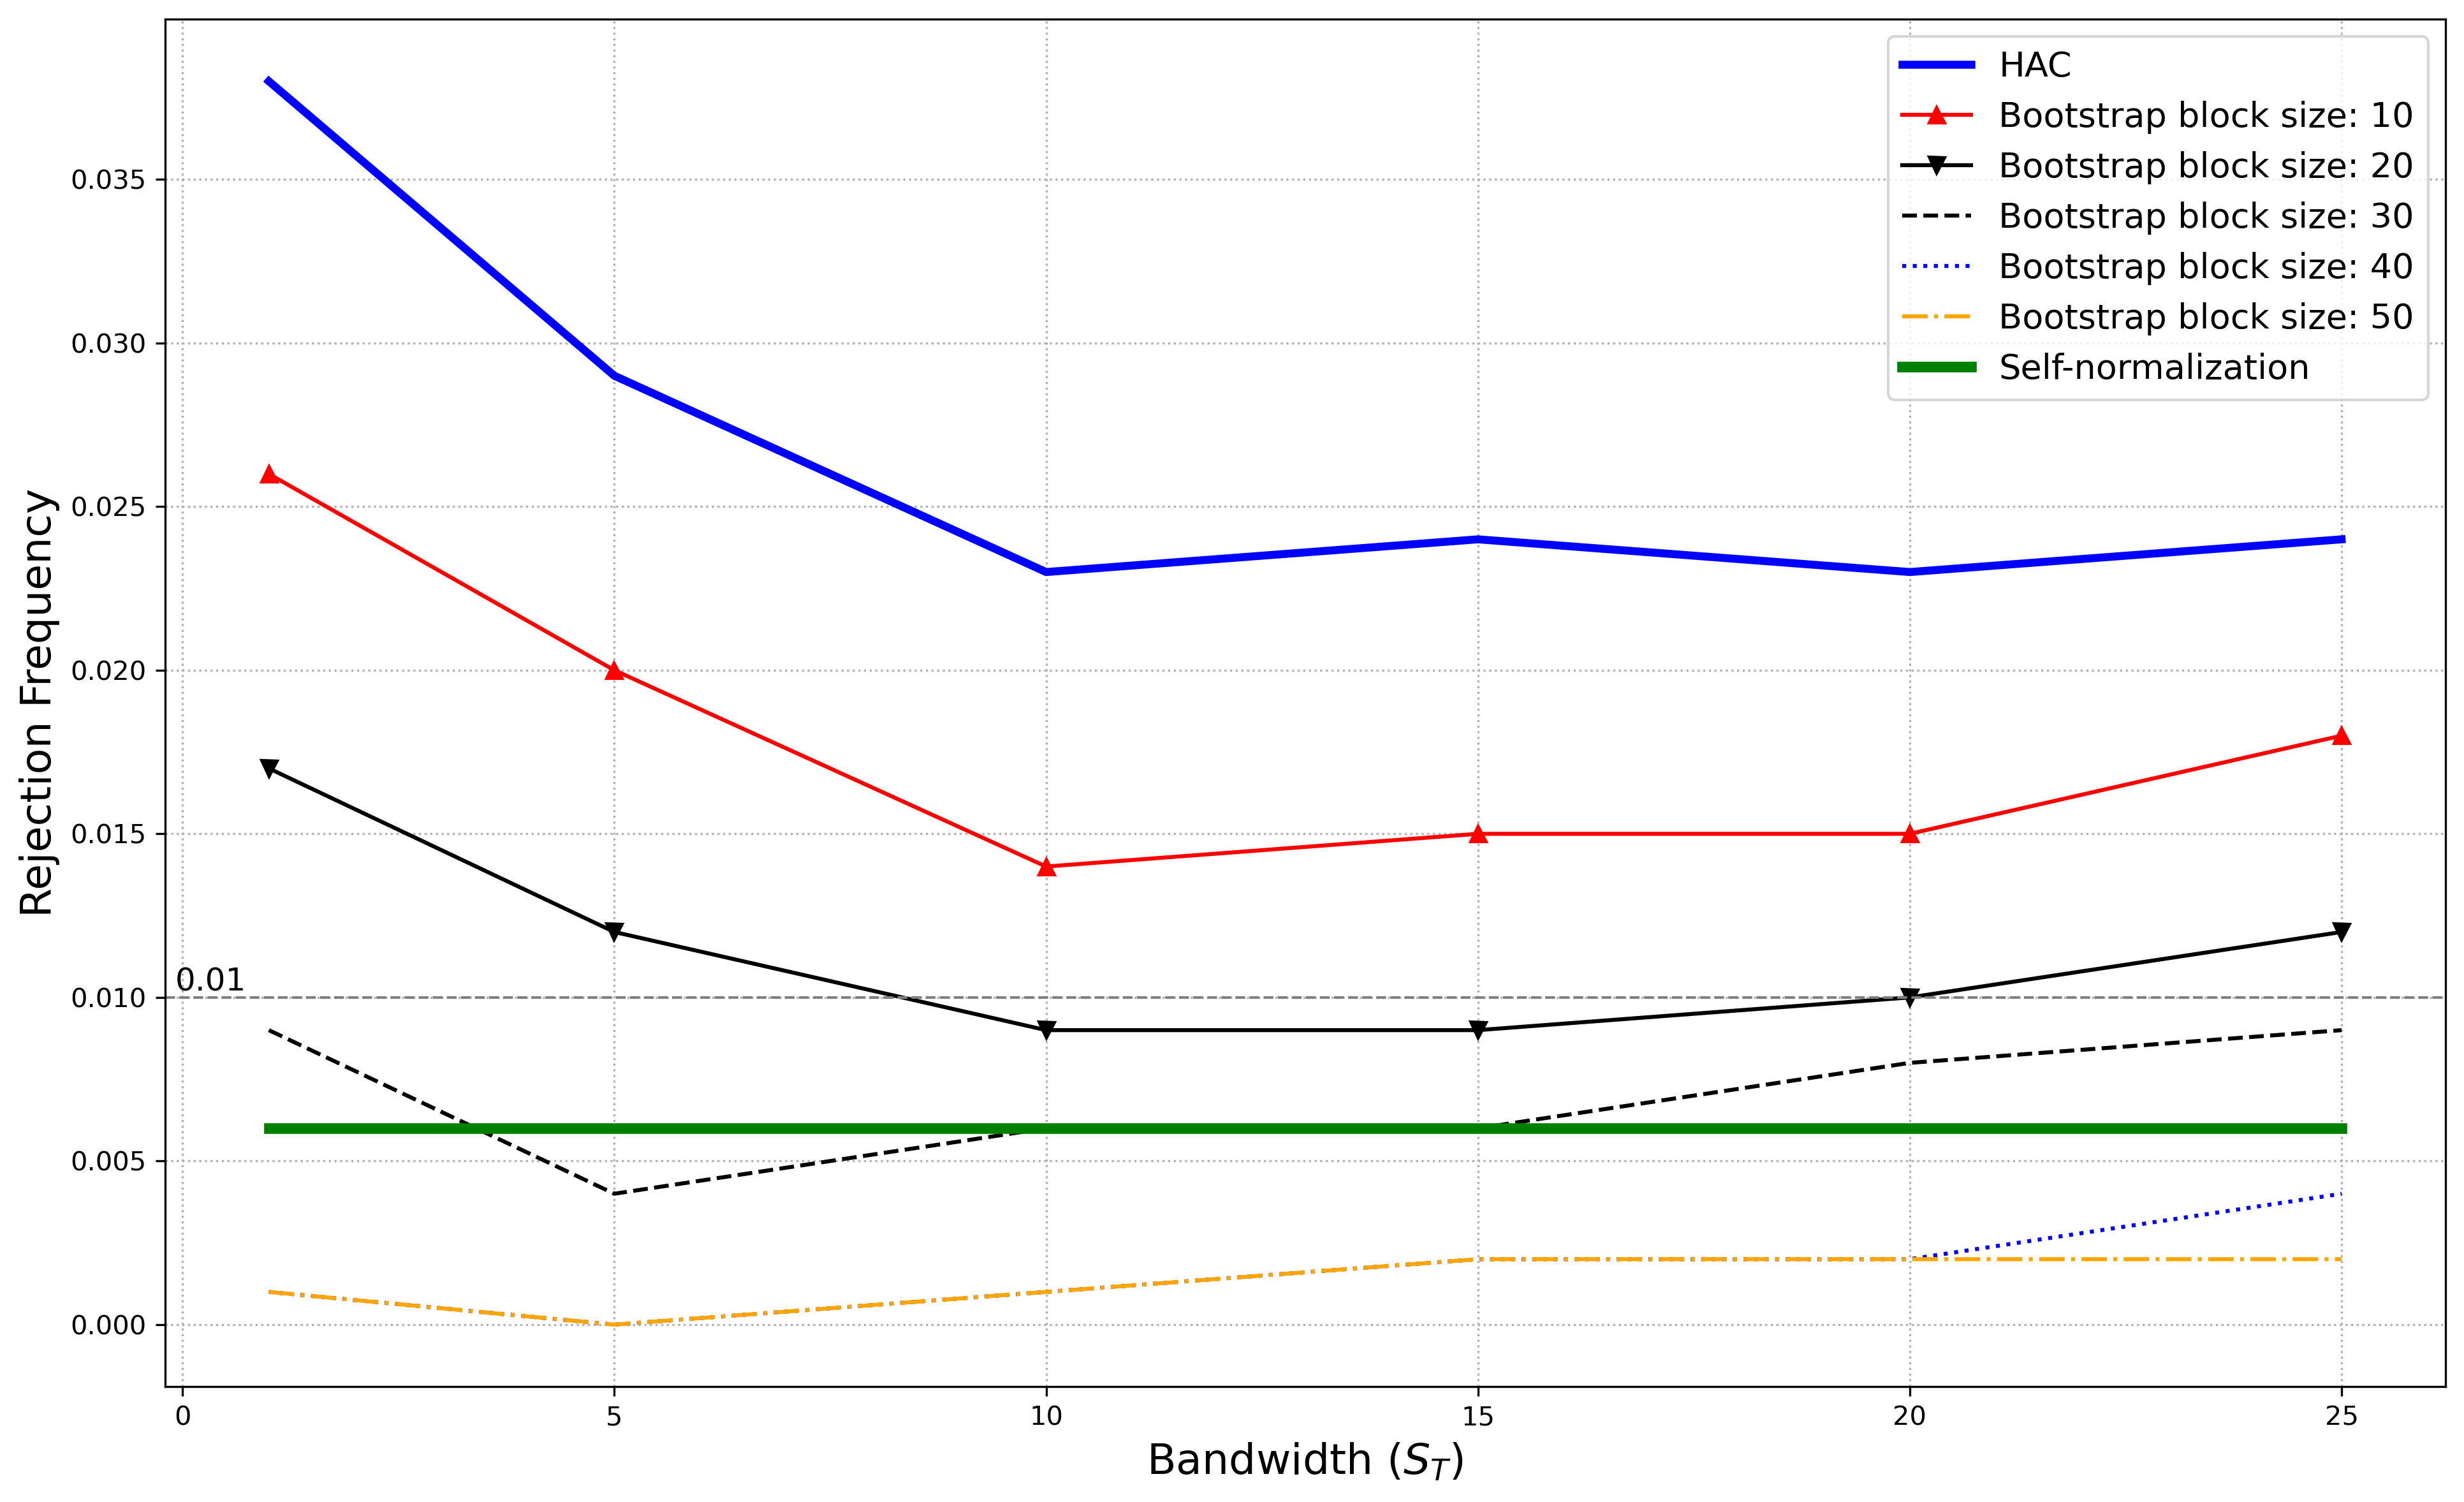 HAC
Bootstrap block size: 10
Bootstrap block size: 20
Bootstrap block size: 30
Bootstrap block size: 40
Bootstrap block size: 50
Self-normalization
Rejection Frequency
0.035
0.030
0.025
0.020
0.015
0.010
0.005
0.000
0.01
0 5 10 15 20 25
Bandwidth (S_T)